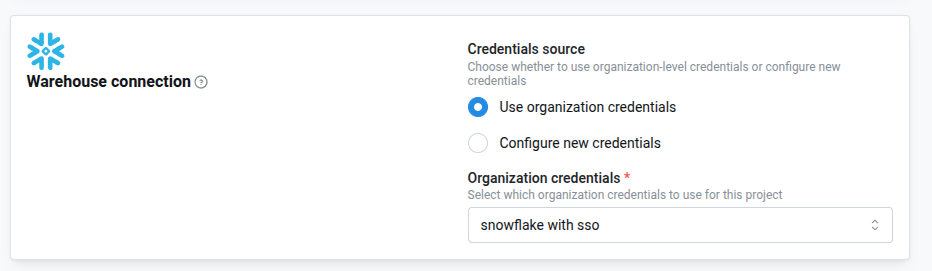 Warehouse connection
Credentials source
Choose whether to use organization-level credentials or configure new
credentials
Use organization credentials
Configure new credentials
Organization credentials *
Select which organization credentials to use for this project
snowflake with sso